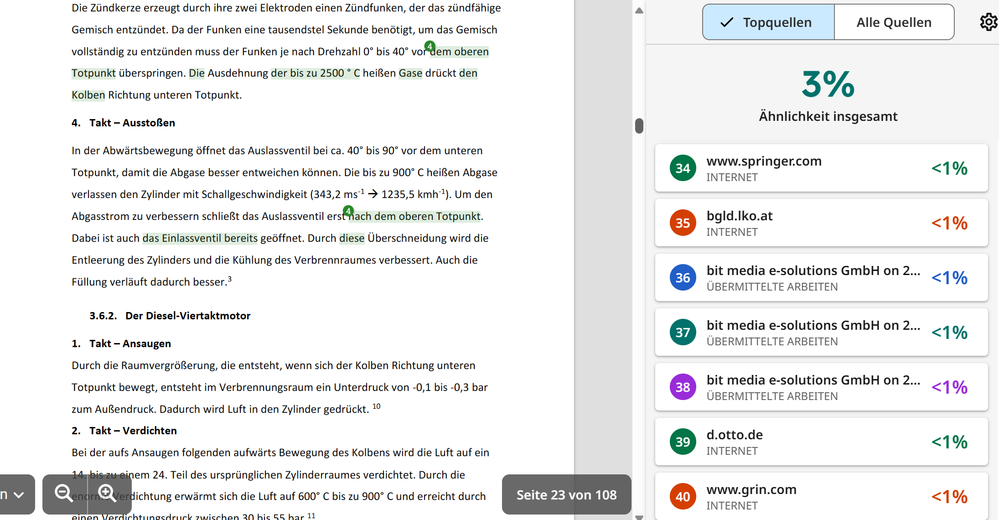 Die Zündkerze erzeugt durch ihre zwei Elektroden einen Zündfunken, der das zündfähige
Gemisch entzündet. Da der Funken eine tausendstel Sekunde benötigt, um das Gemisch
vollständig zu entzünden muss der Funken je nach Drehzahl 0° bis 40° vor 4 dem oberen
Totpunkt überspringen. Die Ausdehnung der bis zu 2500 ° C heißen Gase drückt den
Kolben Richtung unteren Totpunkt.
4. Takt – Ausstoßen
In der Abwärtsbewegung öffnet das Auslassventil bei ca. 40° bis 90° vor dem unteren
Totpunkt, damit die Abgase besser entweichen können. Die bis zu 900° C heißen Abgase
verlassen den Zylinder mit Schallgeschwindigkeit (343,2 ms-1 → 1235,5 kmh-1). Um den
Abgasstrom zu verbessern schließt das Auslassventil erst 4 nach dem oberen Totpunkt.
Dabei ist auch das Einlassventil bereits geöffnet. Durch diese Überschneidung wird die
Entleerung des Zylinders und die Kühlung des Verbrennraumes verbessert. Auch die
Füllung verläuft dadurch besser.3
3.6.2. Der Diesel-Viertaktmotor
1. Takt – Ansaugen
Durch die Raumvergrößerung, die entsteht, wenn sich der Kolben Richtung unteren
Totpunkt bewegt, entsteht im Verbrennungsraum ein Unterdruck von -0,1 bis -0,3 bar
zum Außendruck. Dadurch wird Luft in den Zylinder gedrückt. 10
2. Takt – Verdichten
Bei der aufs Ansaugen folgenden aufwärts Bewegung des Kolbens wird die Luft auf ein
14. bis zu einem 24. Teil des ursprünglichen Zylinderraumes verdichtet. Durch die
enorme Verdichtung erwärmt sich die Luft auf 600° C bis zu 900° C und erreicht durch
einen Verdichtungsdruck zwischen 30 bis 55 bar 11
n
Seite 23 von 108
Topquellen
Alle Quellen
3%
Ähnlichkeit insgesamt
34 www.springer.com <1%
INTERNET
35 bgld.lko.at <1%
INTERNET
36 bit media e-solutions GmbH on 2... <1%
ÜBERMITTELTE ARBEITEN
37 bit media e-solutions GmbH on 2... <1%
ÜBERMITTELTE ARBEITEN
38 bit media e-solutions GmbH on 2... <1%
ÜBERMITTELTE ARBEITEN
39 d.otto.de <1%
INTERNET
40 www.grin.com <1%
INTERNET